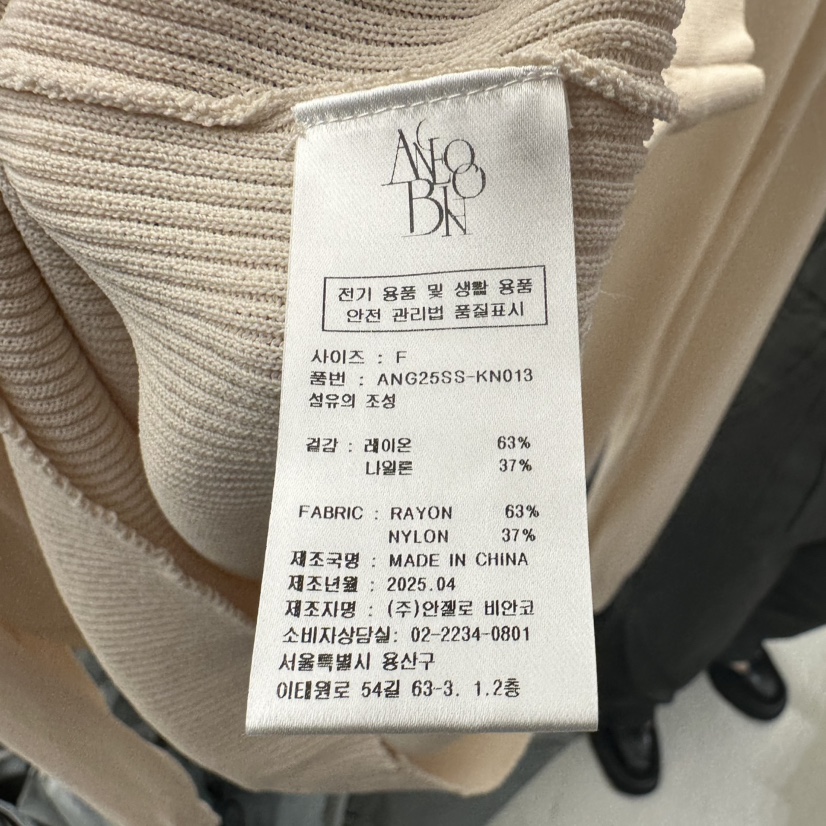 전기 용품 및 생활 용품
안전 관리법 품질표시
사이즈 : F
품번 : ANG25SS-KN013
섬유의 조성
겉감 : 레이온 63%
나일론 37%
FABRIC : RAYON 63%
NYLON 37%
제조국명 : MADE IN CHINA
제조년월 : 2025.04
제조자명 : (주)안젤로 비안코
소비자상담실: 02-2234-0801
서울특별시 용산구
이태원로 54길 63-3. 1.2층